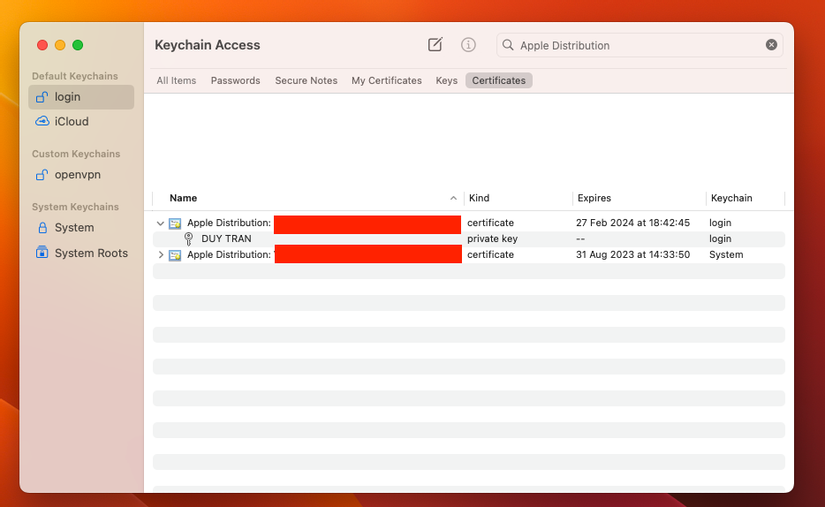 Keychain Access
Apple Distribution
Default Keychains
login
iCloud
Custom Keychains
openvpn
System Keychains
System
System Roots
All Items Passwords Secure Notes My Certificates Keys Certificates
Name Kind Expires Keychain
Apple Distribution: certificate 27 Feb 2024 at 18:42:45 login
DUY TRAN private key -- login
Apple Distribution: certificate 31 Aug 2023 at 14:33:50 System